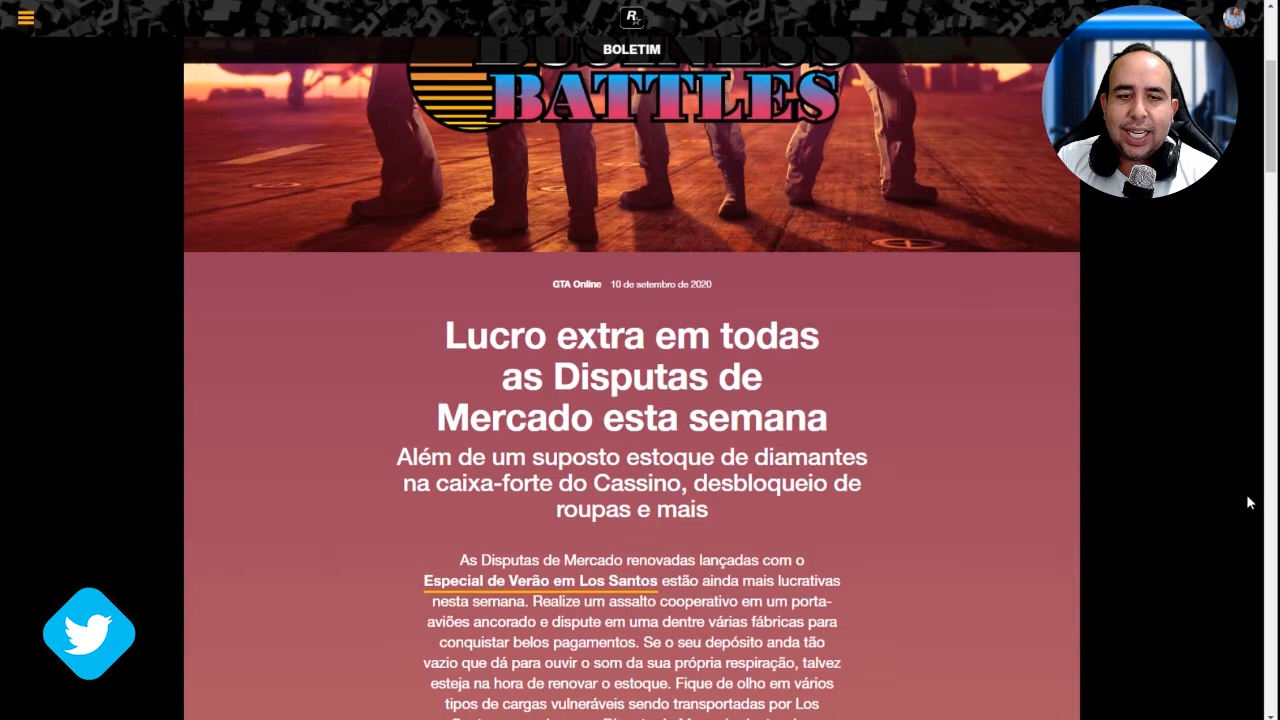 R
BOLETIM
BUSINESS
BATTLES
GTA Online 10 de setembro de 2020
Lucro extra em todas
as Disputas de
Mercado esta semana
Além de um suposto estoque de diamantes
na caixa-forte do Cassino, desbloqueio de
roupas e mais
As Disputas de Mercado renovadas lançadas com o
Especial de Verão em Los Santos estão ainda mais lucrativas
nesta semana. Realize um assalto cooperativo em um porta-
aviões ancorado e dispute em uma dentre várias fábricas para
conquistar belos pagamentos. Se o seu depósito anda tão
vazio que dá para ouvir o som da sua própria respiração, talvez
esteja na hora de renovar o estoque. Fique de olho em vários
tipos de cargas vulneráveis sendo transportadas por Los